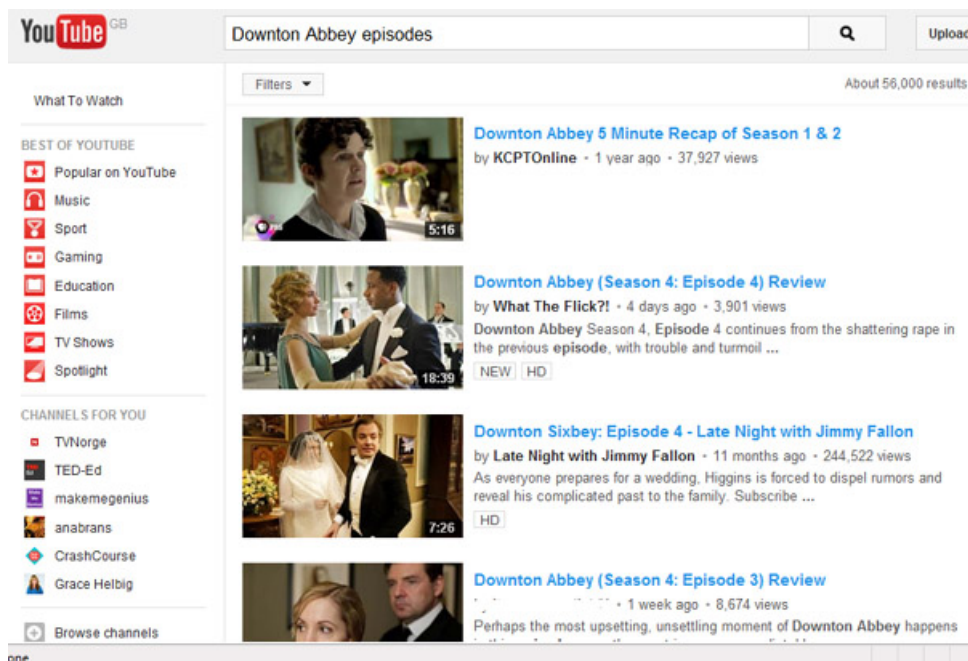 YouTube GB
Downton Abbey episodes
Upload
Filters
About 56,000 results
What To Watch
BEST OF YOUTUBE
Popular on YouTube
Music
Sport
Gaming
Education
Films
TV Shows
Spotlight
CHANNELS FOR YOU
TVNorge
TED-Ed
makemegenius
anabrans
CrashCourse
Grace Helbig
Browse channels
Downton Abbey 5 Minute Recap of Season 1 & 2
by KCPTOnline • 1 year ago • 37,927 views
5:16
Downton Abbey (Season 4: Episode 4) Review
by What The Flick?! • 4 days ago • 3,901 views
Downton Abbey Season 4, Episode 4 continues from the shattering rape in
the previous episode, with trouble and turmoil ...
NEW HD
18:39
Downton Sixbey: Episode 4 - Late Night with Jimmy Fallon
by Late Night with Jimmy Fallon • 11 months ago • 244,522 views
As everyone prepares for a wedding, Higgins is forced to dispel rumors and
reveal his complicated past to the family. Subscribe ...
HD
7:26
Downton Abbey (Season 4: Episode 3) Review
• 1 week ago • 8,674 views
Perhaps the most upsetting, unsettling moment of Downton Abbey happens